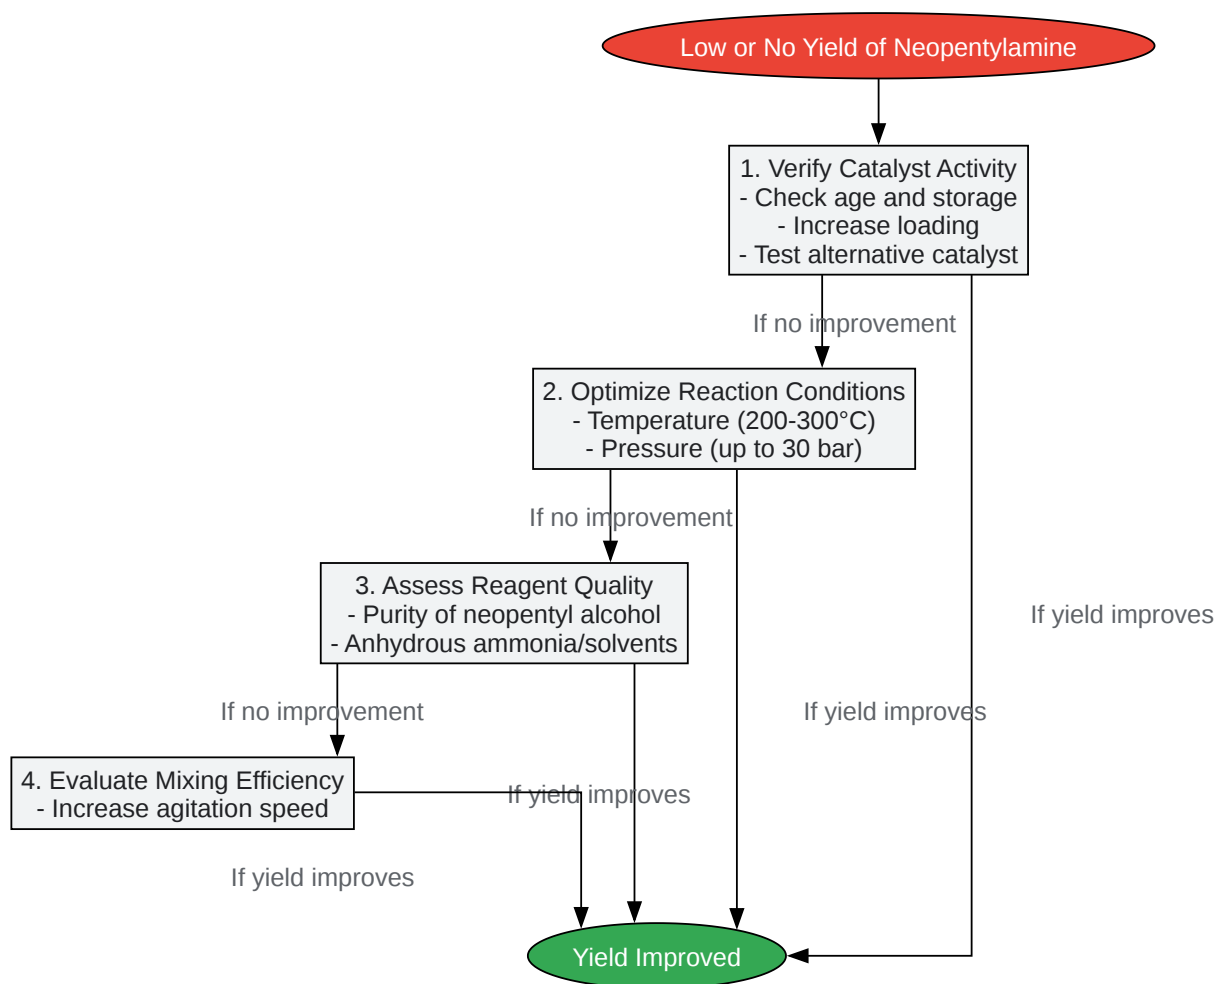 Low or No Yield of Neopentylamine
1. Verify Catalyst Activity
- Check age and storage
- Increase loading
- Test alternative catalyst
If no improvement
2. Optimize Reaction Conditions
- Temperature (200-300°C)
- Pressure (up to 30 bar)
If no improvement
3. Assess Reagent Quality
- Purity of neopentyl alcohol
- Anhydrous ammonia/solvents
If yield improves
If no improvement
If yield improves
4. Evaluate Mixing Efficiency
- Increase agitation speed
If yield improves
If yield improves
Yield Improved